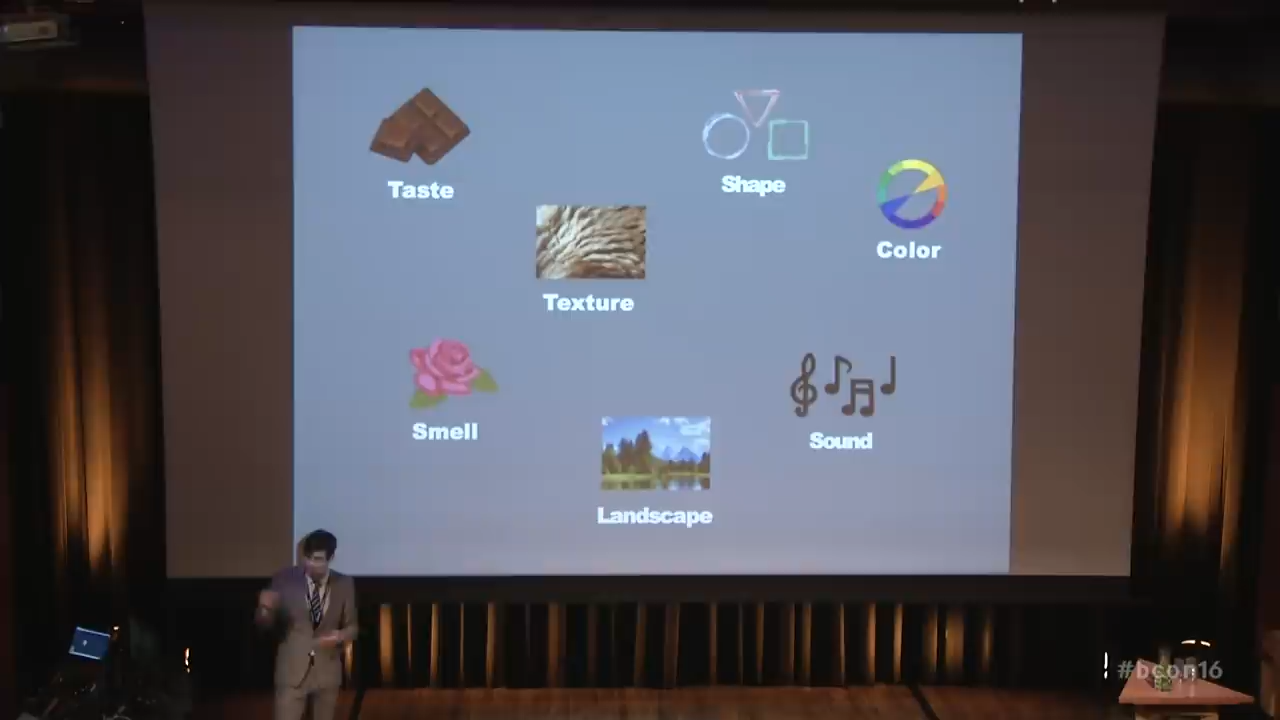 Taste
Shape
Color
Texture
Smell
Sound
Landscape
#bcon16